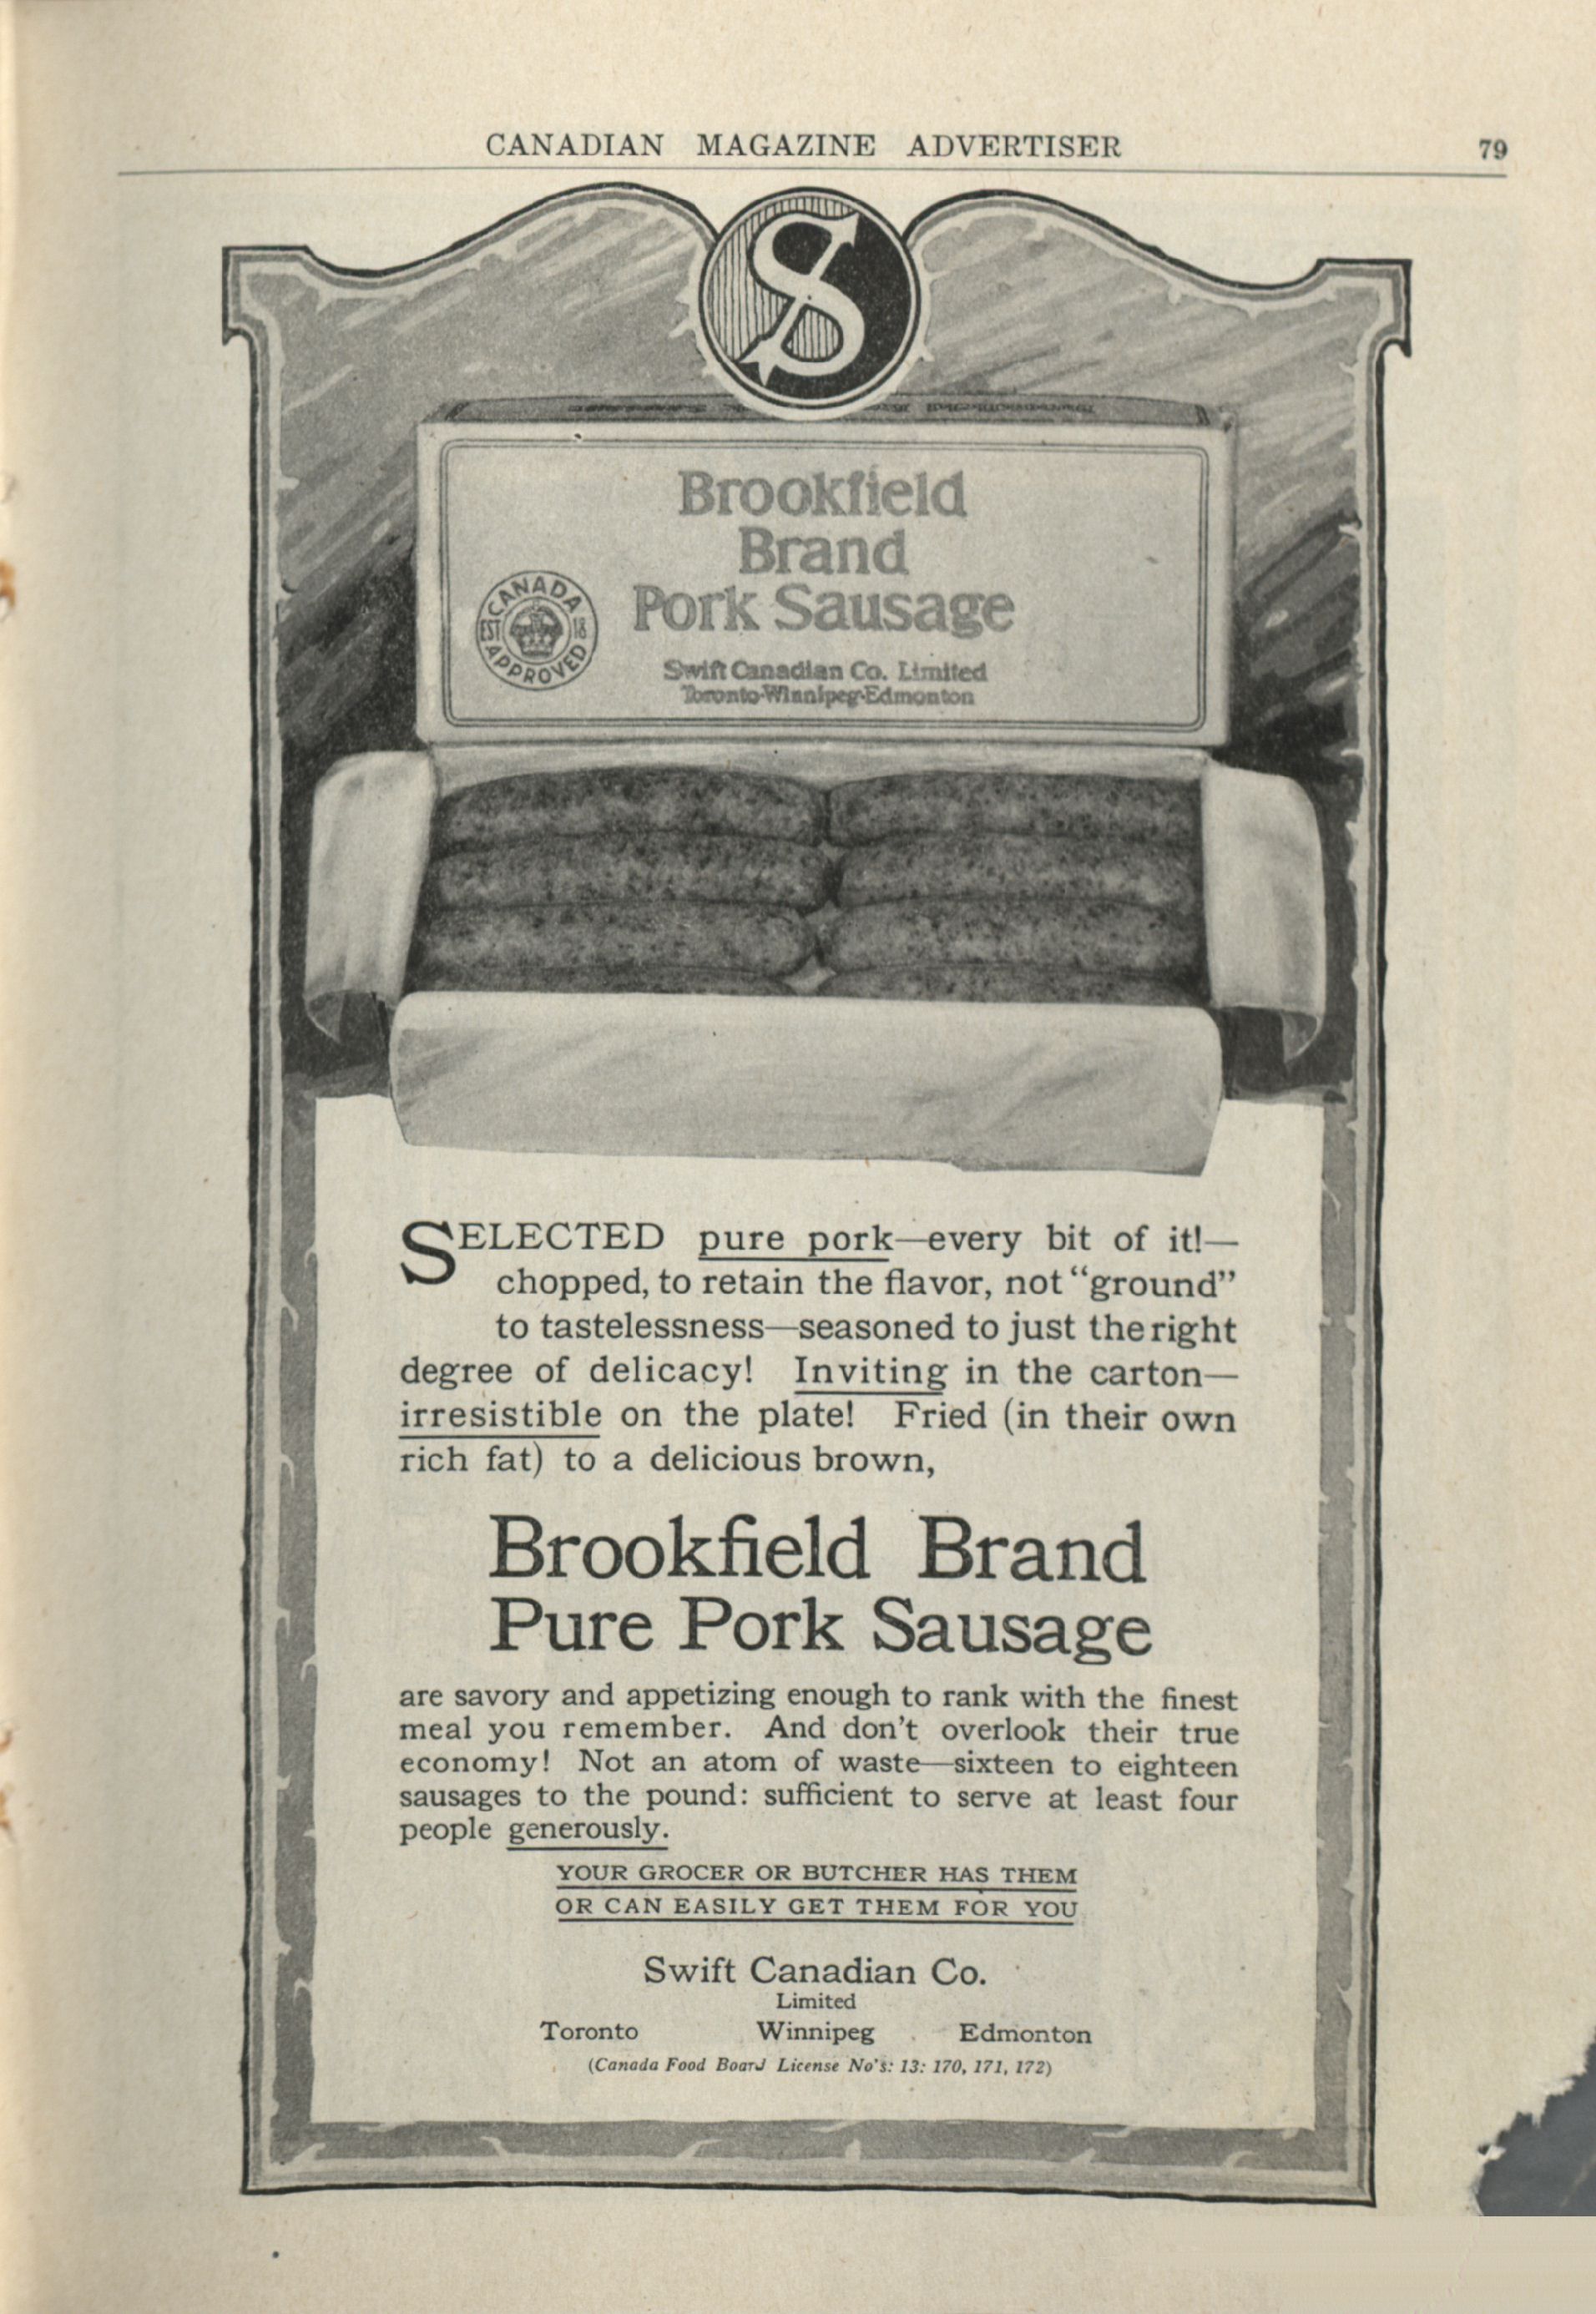 CANADIAN MAGAZINE ADVERTISER 79
S
Brookfield
Brand
Pork Sausage
CANADA
EST 18
APPROVED
Swift Canadian Co. Limited
Toronto-Winnipeg-Edmonton
SELECTED pure pork—every bit of it!—
chopped, to retain the flavor, not "ground"
to tastelessness—seasoned to just the right
degree of delicacy! Inviting in the carton—
irresistible on the plate! Fried (in their own
rich fat) to a delicious brown,
Brookfield Brand
Pure Pork Sausage
are savory and appetizing enough to rank with the finest
meal you remember. And don't overlook their true
economy! Not an atom of waste—sixteen to eighteen
sausages to the pound: sufficient to serve at least four
people generously.
YOUR GROCER OR BUTCHER HAS THEM
OR CAN EASILY GET THEM FOR YOU
Swift Canadian Co.
Limited
Toronto Winnipeg Edmonton
(Canada Food Board License No's: 13: 170, 171, 172)